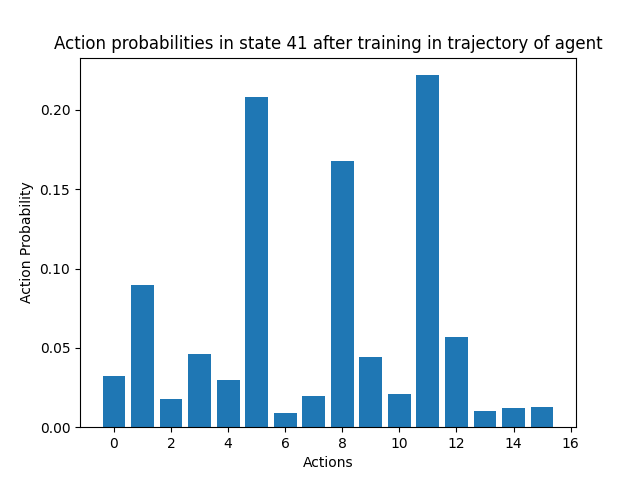 Action probabilities in state 41 after training in trajectory of agent
0.20
0.15
0.10
0.05
0.00
Action Probability
0 2 4 6 8 10 12 14 16
Actions